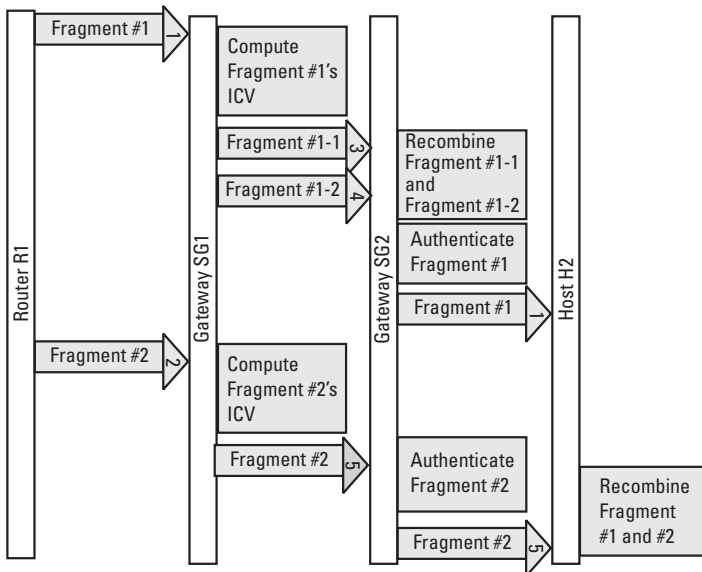 Router R1
Fragment #1
1
Fragment #2
2
Gateway SG1
Compute
Fragment #1's
ICV
Fragment #1-1
3
Fragment #1-2
4
Compute
Fragment #2's
ICV
Fragment #2
5
Gateway SG2
Recombine
Fragment #1-1
and
Fragment #1-2
Authenticate
Fragment #1
Fragment #1
1
Authenticate
Fragment #2
Fragment #2
5
Host H2
Recombine
Fragment
#1 and #2